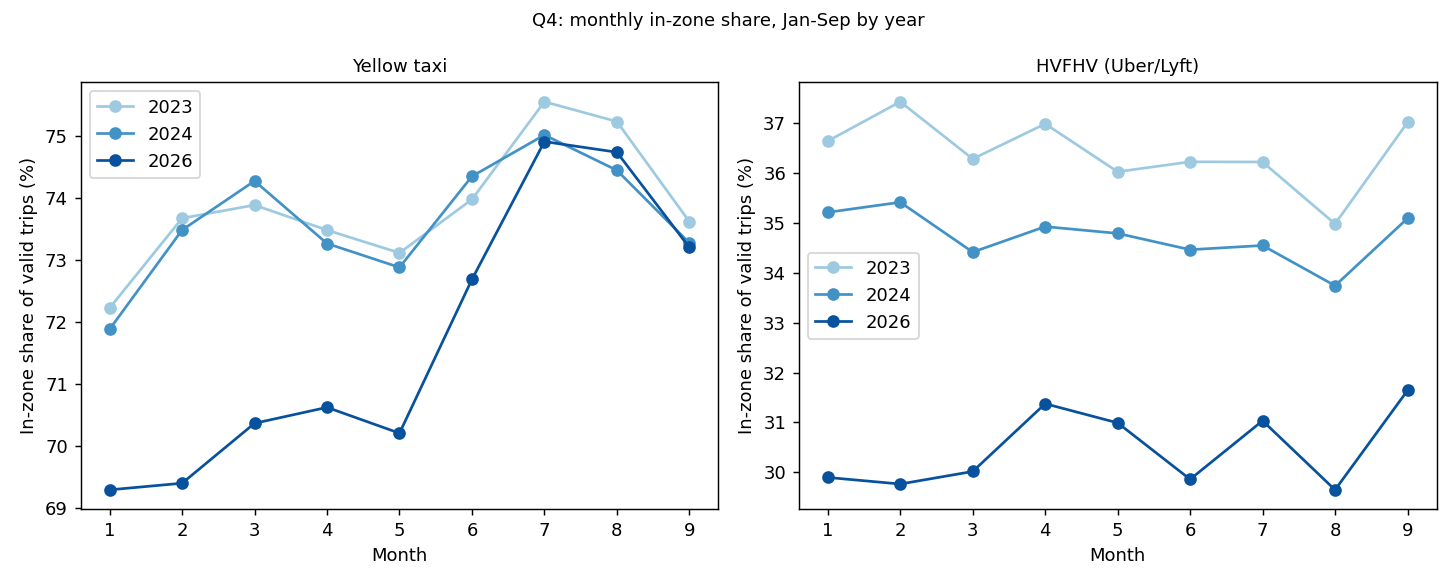 Q4: monthly in-zone share, Jan-Sep by year
Yellow taxi
In-zone share of valid trips (%)
75
74
73
72
71
70
69
2023
2024
2026
1 2 3 4 5 6 7 8 9
Month
HVFHV (Uber/Lyft)
In-zone share of valid trips (%)
37
36
35
34
33
32
31
30
2023
2024
2026
1 2 3 4 5 6 7 8 9
Month